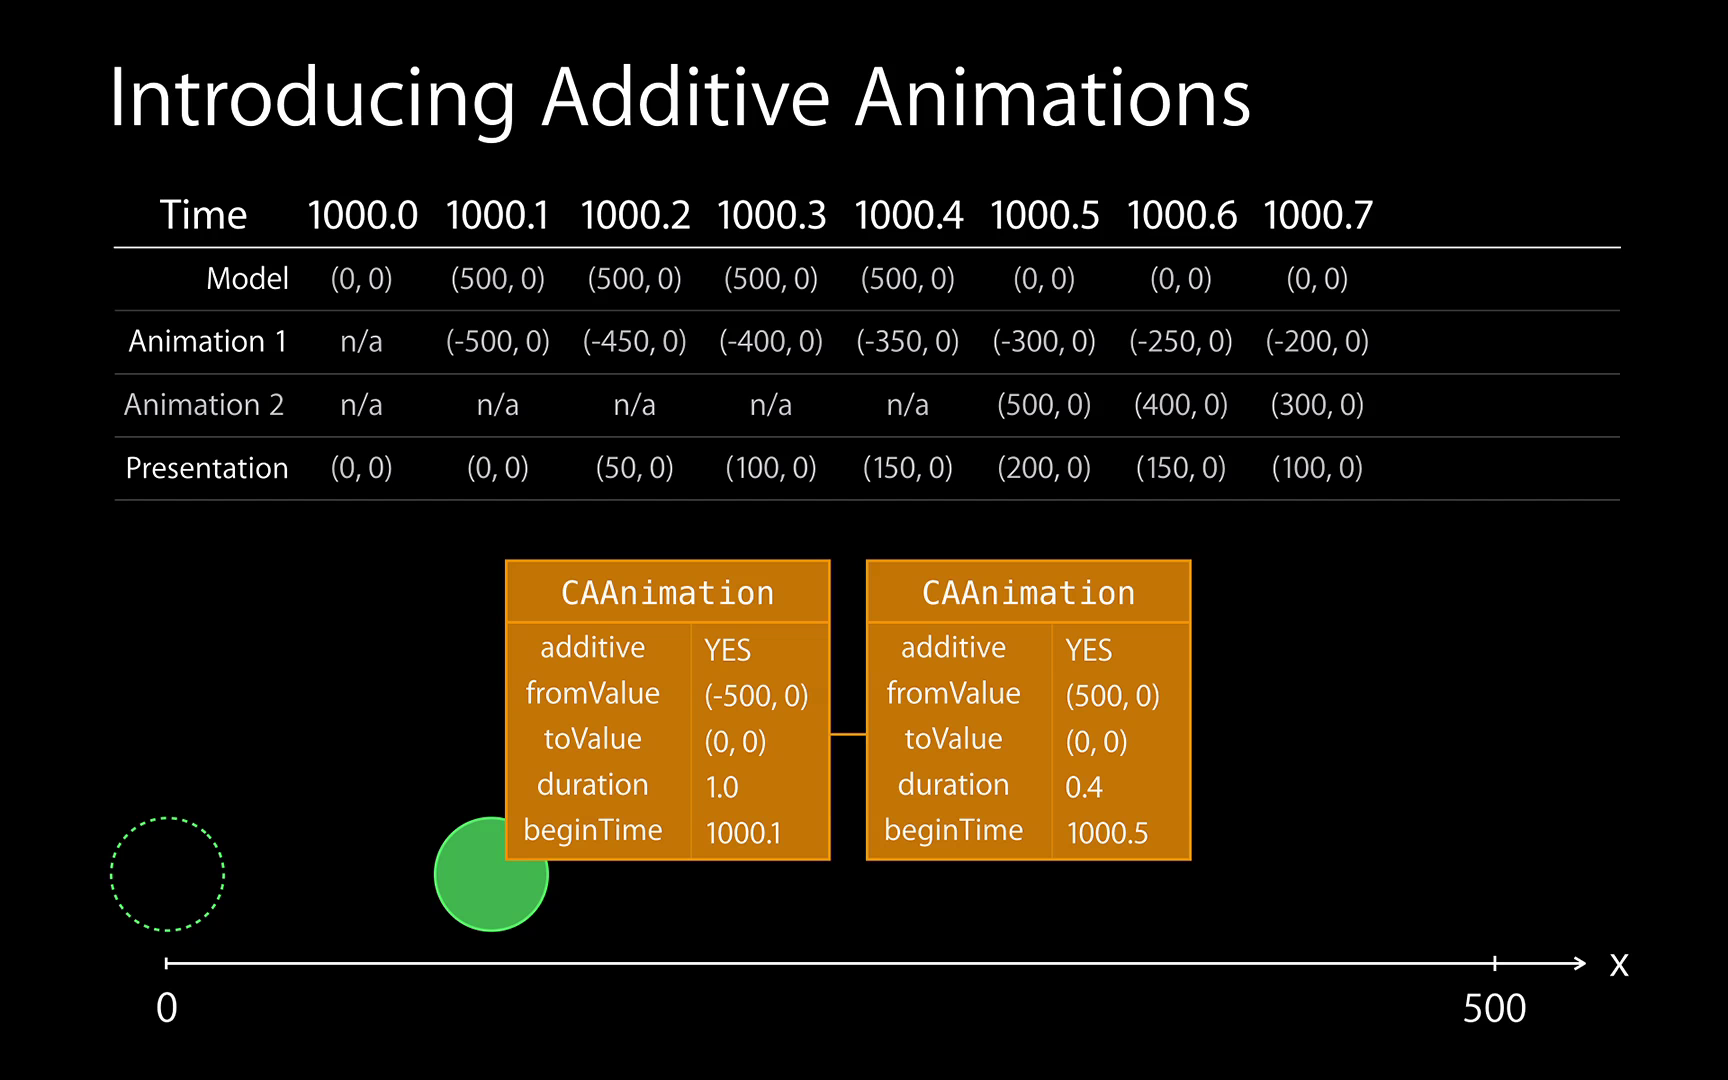 Introducing Additive Animations
Time 1000.0 1000.1 1000.2 1000.3 1000.4 1000.5 1000.6 1000.7
Model (0, 0) (500, 0) (500, 0) (500, 0) (500, 0) (0, 0) (0, 0) (0, 0)
Animation 1 n/a (-500, 0) (-450, 0) (-400, 0) (-350, 0) (-300, 0) (-250, 0) (-200, 0)
Animation 2 n/a n/a n/a n/a n/a (500, 0) (400, 0) (300, 0)
Presentation (0, 0) (0, 0) (50, 0) (100, 0) (150, 0) (200, 0) (150, 0) (100, 0)
CAAnimation
additive YES
fromValue (-500, 0)
toValue (0, 0)
duration 1.0
beginTime 1000.1
CAAnimation
additive YES
fromValue (500, 0)
toValue (0, 0)
duration 0.4
beginTime 1000.5
x
0 500